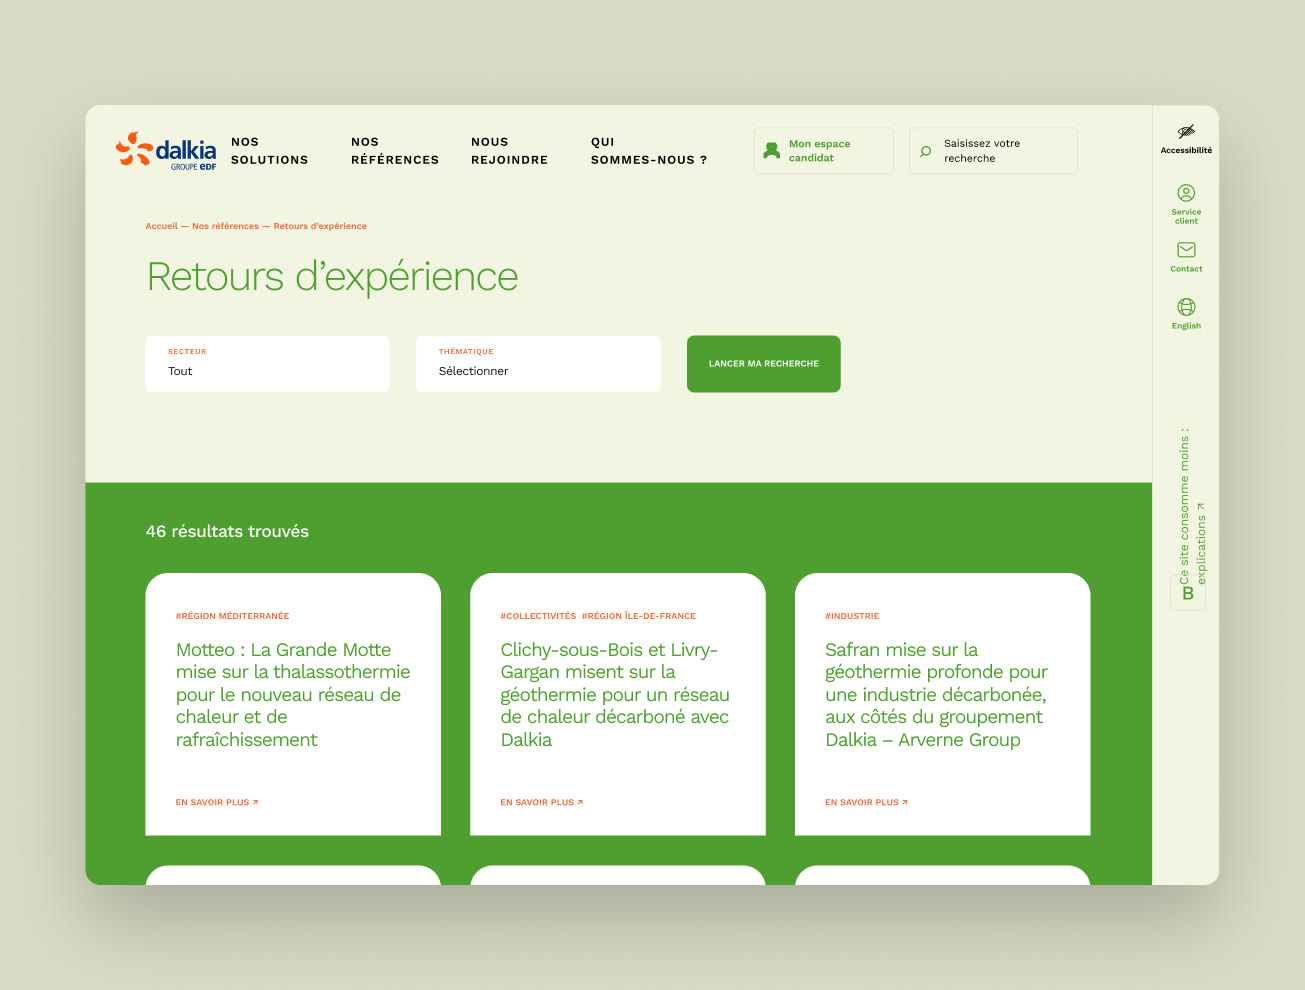 dalkia
GROUPE eDF
NOS
SOLUTIONS
NOS
RÉFÉRENCES
NOUS
REJOINDRE
QUI
SOMMES-NOUS ?
Mon espace
candidat
Saisissez votre
recherche
Accessibilité
Service
client
Contact
English
Ce site consomme moins :
explications ↗
B
Accueil — Nos références — Retours d’expérience
Retours d’expérience
SECTEUR
Tout
THÉMATIQUE
Sélectionner
LANCER MA RECHERCHE
46 résultats trouvés
#RÉGION MÉDITERRANÉE
Motteo : La Grande Motte
mise sur la thalassothermie
pour le nouveau réseau de
chaleur et de
rafraîchissement
EN SAVOIR PLUS ↗
#COLLECTIVITÉS #RÉGION ÎLE-DE-FRANCE
Clichy-sous-Bois et Livry-
Gargan misent sur la
géothermie pour un réseau
de chaleur décarboné avec
Dalkia
EN SAVOIR PLUS ↗
#INDUSTRIE
Safran mise sur la
géothermie profonde pour
une industrie décarbonée,
aux côtés du groupement
Dalkia – Arverne Group
EN SAVOIR PLUS ↗